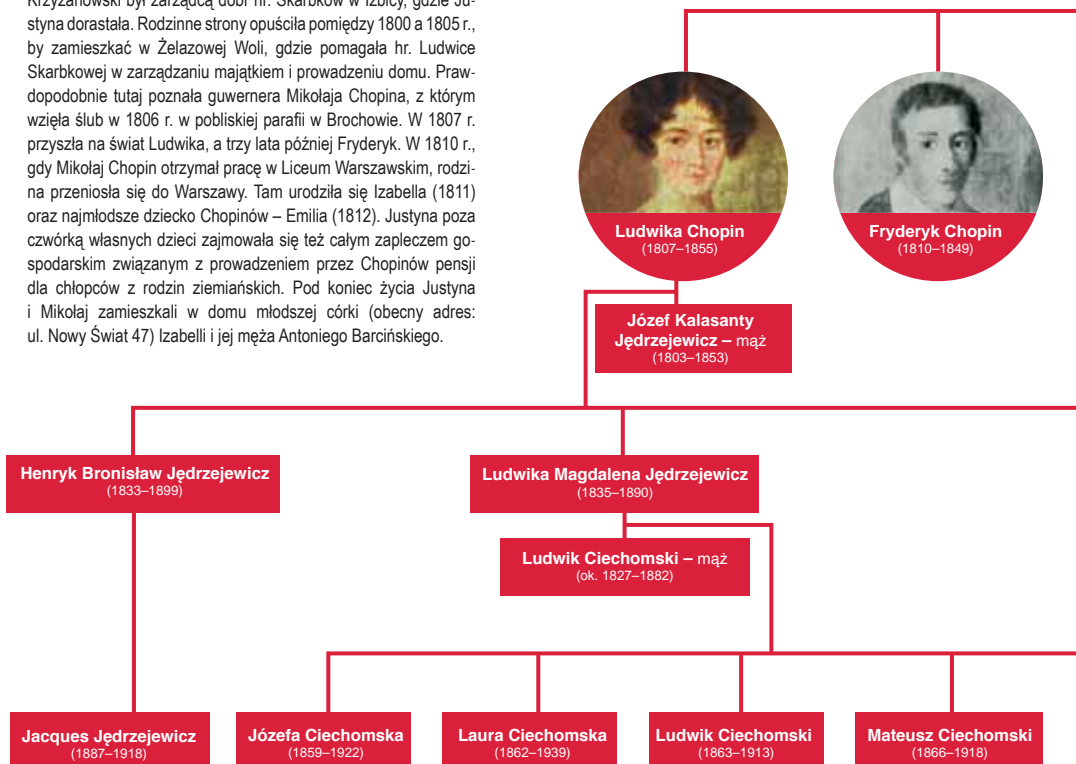 Krzyżanowski był zarządcą dóbr hr. Skarbków w Izbicy, gdzie Ju-
styna dorastała. Rodzinne strony opuściła pomiędzy 1800 a 1805 r.,
by zamieszkać w Żelazowej Woli, gdzie pomagała hr. Ludwice
Skarbkowej w zarządzaniu majątkiem i prowadzeniu domu. Praw-
dopodobnie tutaj poznała guwernera Mikołaja Chopina, z którym
wzięła ślub w 1806 r. w pobliskiej parafii w Brochowie. W 1807 r.
przyszła na świat Ludwika, a trzy lata później Fryderyk. W 1810 r.,
gdy Mikołaj Chopin otrzymał pracę w Liceum Warszawskim, rodzi-
na przeniosła się do Warszawy. Tam urodziła się Izabella (1811)
oraz najmłodsze dziecko Chopinów – Emilia (1812). Justyna poza
czwórką własnych dzieci zajmowała się też całym zapleczem go-
spodarskim związanym z prowadzeniem przez Chopinów pensji
dla chłopców z rodzin ziemiańskich. Pod koniec życia Justyna
i Mikołaj zamieszkali w domu młodszej córki (obecny adres:
ul. Nowy Świat 47) Izabelli i jej męża Antoniego Barcińskiego.
Ludwika Chopin
(1807–1855)
Fryderyk Chopin
(1810–1849)
Józef Kalasanty
Jędrzejewicz – mąż
(1803–1853)
Henryk Bronisław Jędrzejewicz
(1833–1899)
Ludwika Magdalena Jędrzejewicz
(1835–1890)
Ludwik Ciechomski – mąż
(ok. 1827–1882)
Jacques Jędrzejewicz
(1887–1918)
Józefa Ciechomska
(1859–1922)
Laura Ciechomska
(1862–1939)
Ludwik Ciechomski
(1863–1913)
Mateusz Ciechomski
(1866–1918)